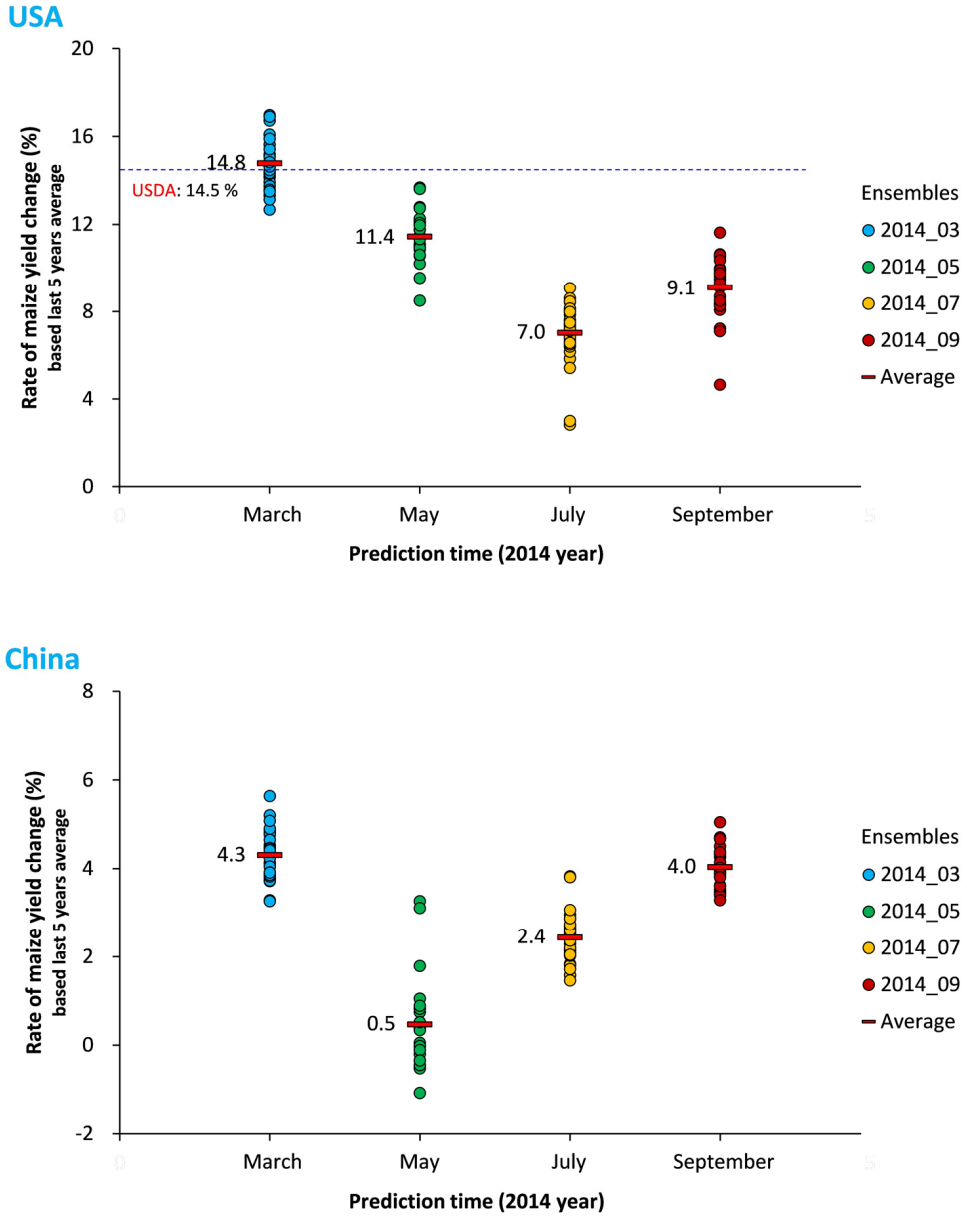 USA
20
16
12
8
4
0
Rate of maize yield change (%)
based last 5 years average
14.8
USDA: 14.5 %
11.4
7.0
9.1
Ensembles
2014_03
2014_05
2014_07
2014_09
Average
0
March
May
July
September
5
Prediction time (2014 year)
China
8
6
4
2
0
-2
Rate of maize yield change (%)
based last 5 years average
4.3
0.5
2.4
4.0
Ensembles
2014_03
2014_05
2014_07
2014_09
Average
0
March
May
July
September
5
Prediction time (2014 year)